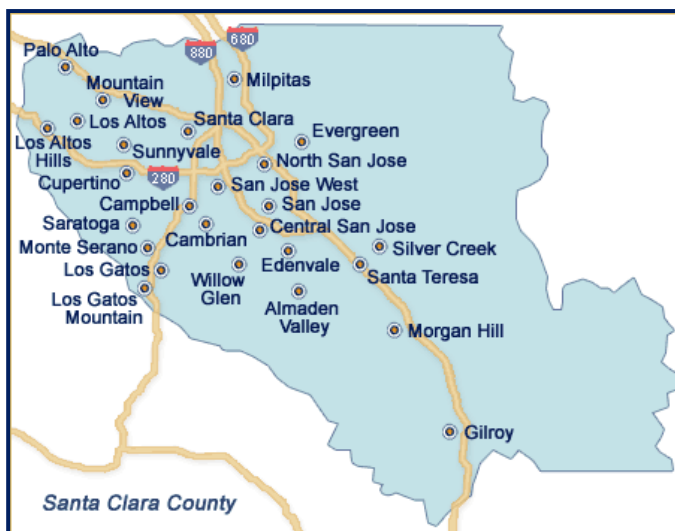 680
880
Palo Alto
Milpitas
Mountain
View
Los Altos
Santa Clara
Evergreen
Los Altos
Hills
Sunnyvale
North San Jose
Cupertino
280
San Jose West
Campbell
San Jose
Saratoga
Cambrian
Central San Jose
Monte Serano
Silver Creek
Los Gatos
Willow
Glen
Edenvale
Santa Teresa
Los Gatos
Mountain
Almaden
Valley
Morgan Hill
Gilroy
Santa Clara County